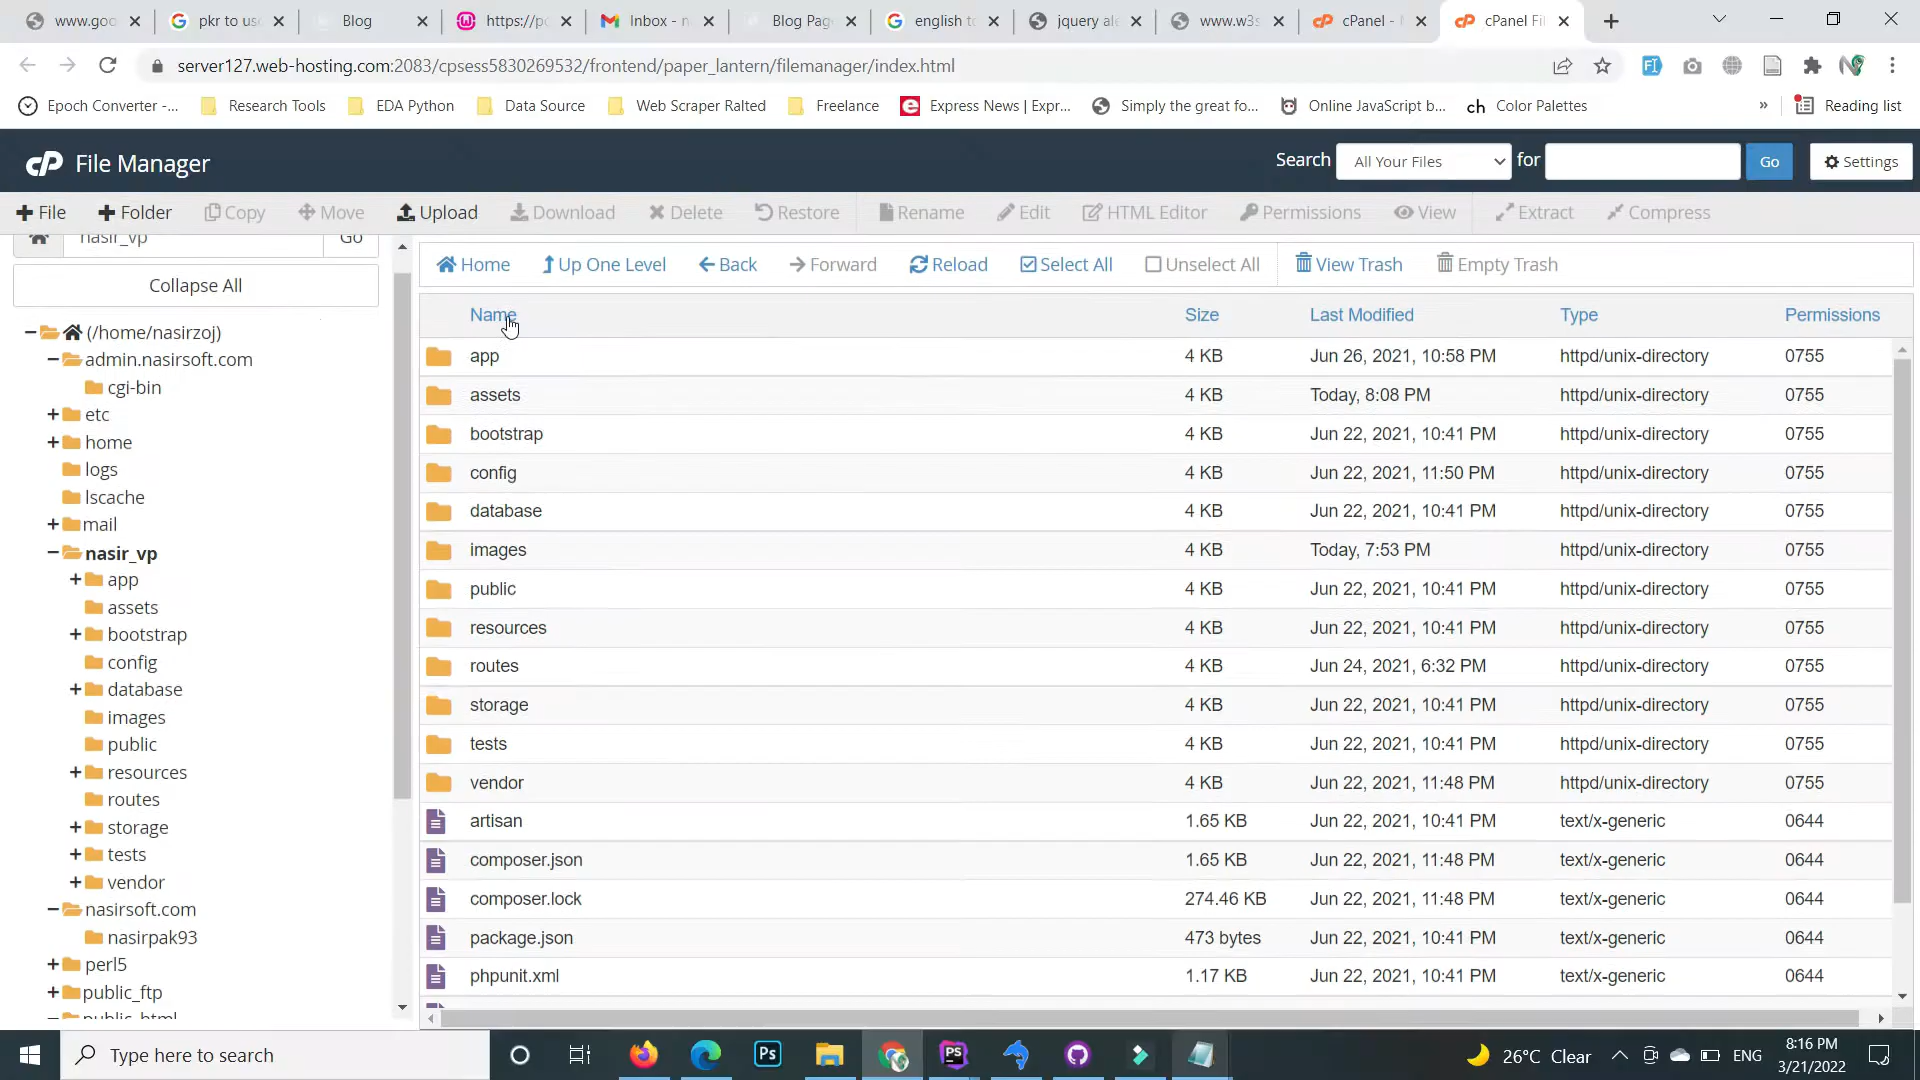 www.goo
pkr to us
Blog
https://p
Inbox - n
Blog Pag
english to
jquery ale
www.w3s
cPanel -
cPanel Fil
server127.web-hosting.com:2083/cpsess5830269532/frontend/paper_lantern/filemanager/index.html
Epoch Converter -...
Research Tools
EDA Python
Data Source
Web Scraper Ralted
Freelance
Express News | Expr...
Simply the great fo...
Online JavaScript b...
ch Color Palettes
»
Reading list
cP File Manager
Search
All Your Files
for
Go
Settings
File
Folder
Copy
Move
Upload
Download
Delete
Restore
Rename
Edit
HTML Editor
Permissions
View
Extract
Compress
nasir_vp
Go
Collapse All
(/home/nasirzoj)
admin.nasirsoft.com
cgi-bin
etc
home
logs
lscache
mail
nasir_vp
app
assets
bootstrap
config
database
images
public
resources
routes
storage
tests
vendor
nasirsoft.com
nasirpak93
perl5
public_ftp
public_html
Home
Up One Level
Back
Forward
Reload
Select All
Unselect All
View Trash
Empty Trash
Name Size Last Modified Type Permissions
app 4 KB Jun 26, 2021, 10:58 PM httpd/unix-directory 0755
assets 4 KB Today, 8:08 PM httpd/unix-directory 0755
bootstrap 4 KB Jun 22, 2021, 10:41 PM httpd/unix-directory 0755
config 4 KB Jun 22, 2021, 11:50 PM httpd/unix-directory 0755
database 4 KB Jun 22, 2021, 10:41 PM httpd/unix-directory 0755
images 4 KB Today, 7:53 PM httpd/unix-directory 0755
public 4 KB Jun 22, 2021, 10:41 PM httpd/unix-directory 0755
resources 4 KB Jun 22, 2021, 10:41 PM httpd/unix-directory 0755
routes 4 KB Jun 24, 2021, 6:32 PM httpd/unix-directory 0755
storage 4 KB Jun 22, 2021, 10:41 PM httpd/unix-directory 0755
tests 4 KB Jun 22, 2021, 10:41 PM httpd/unix-directory 0755
vendor 4 KB Jun 22, 2021, 11:48 PM httpd/unix-directory 0755
artisan 1.65 KB Jun 22, 2021, 10:41 PM text/x-generic 0644
composer.json 1.65 KB Jun 22, 2021, 11:48 PM text/x-generic 0644
composer.lock 274.46 KB Jun 22, 2021, 11:48 PM text/x-generic 0644
package.json 473 bytes Jun 22, 2021, 10:41 PM text/x-generic 0644
phpunit.xml 1.17 KB Jun 22, 2021, 10:41 PM text/x-generic 0644
Type here to search
Ps
PS
26°C Clear
ENG
8:16 PM
3/21/2022